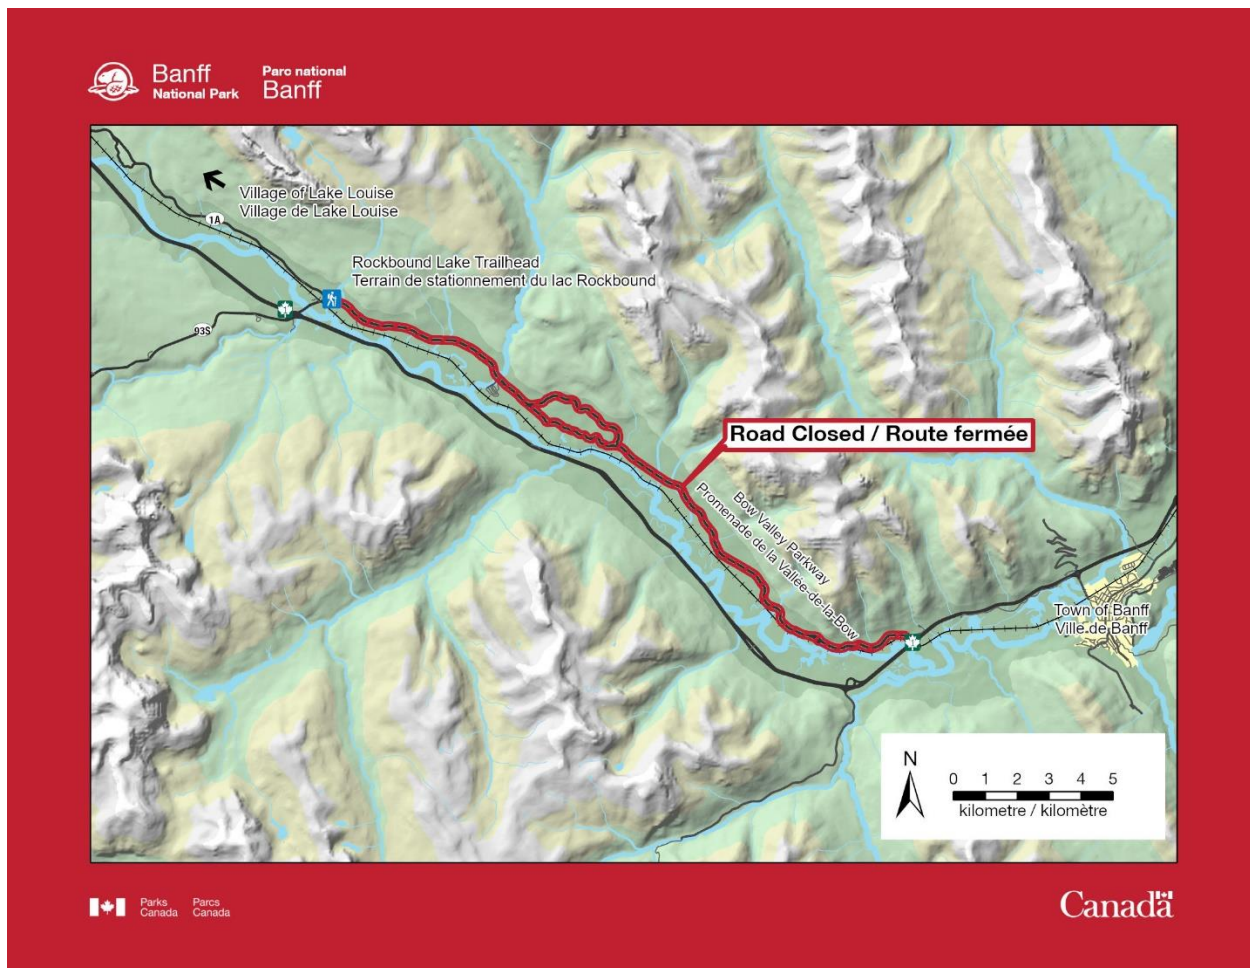 Banff
National Park
Parc national
Banff
Village of Lake Louise
Village de Lake Louise
1A
Rockbound Lake Trailhead
Terrain de stationnement du lac Rockbound
1
93S
Road Closed / Route fermée
Bow Valley Parkway
Promenade de la Vallée-de-la-Bow
Town of Banff
Ville de Banff
1
N
0 1 2 3 4 5
kilometre / kilomètre
Parks
Canada
Parcs
Canada
Canada